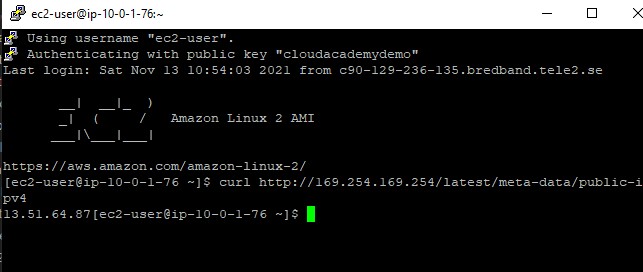 ec2-user@ip-10-0-1-76:~
Using username "ec2-user".
Authenticating with public key "cloudacademydemo"
Last login: Sat Nov 13 10:54:03 2021 from c90-129-236-135.bredband.tele2.se
       __|  __|_  )
       _|  (     /   Amazon Linux 2 AMI
      ___|\___|___|
https://aws.amazon.com/amazon-linux-2/
[ec2-user@ip-10-0-1-76 ~]$ curl http://169.254.169.254/latest/meta-data/public-i
pv4
13.51.64.87[ec2-user@ip-10-0-1-76 ~]$